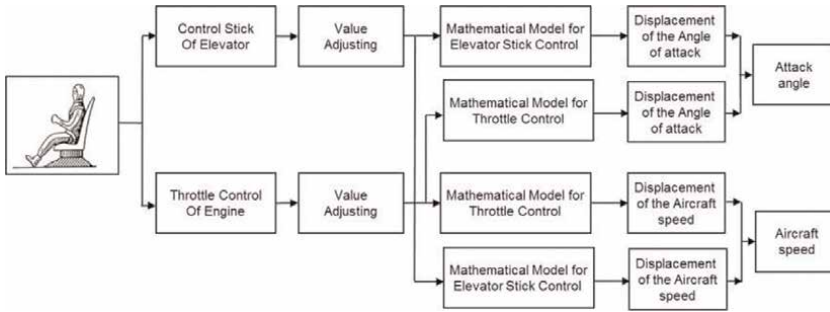 Control Stick
Of Elevator
Value
Adjusting
Mathematical Model for
Elevator Stick Control
Displacement
of the Angle
of attack
Attack
angle
Mathematical Model for
Throttle Control
Displacement
of the Angle
of attack
Throttle Control
Of Engine
Value
Adjusting
Mathematical Model for
Throttle Control
Displacement
of the Aircraft
speed
Aircraft
speed
Mathematical Model for
Elevator Stick Control
Displacement
of the Aircraft
speed